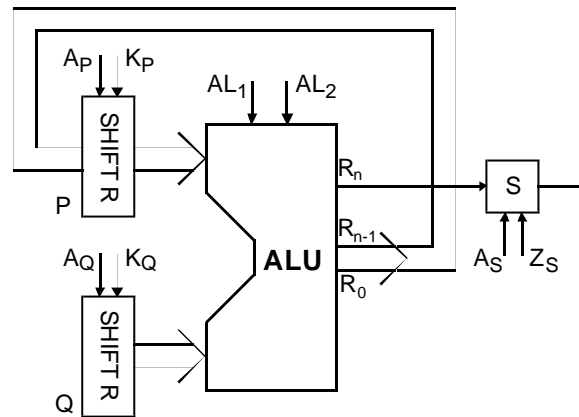 AP KP
AL1 AL2
SHIFT R
P
Rn
S
Rn-1
AS ZS
ALU
R0
AQ KQ
SHIFT R
Q